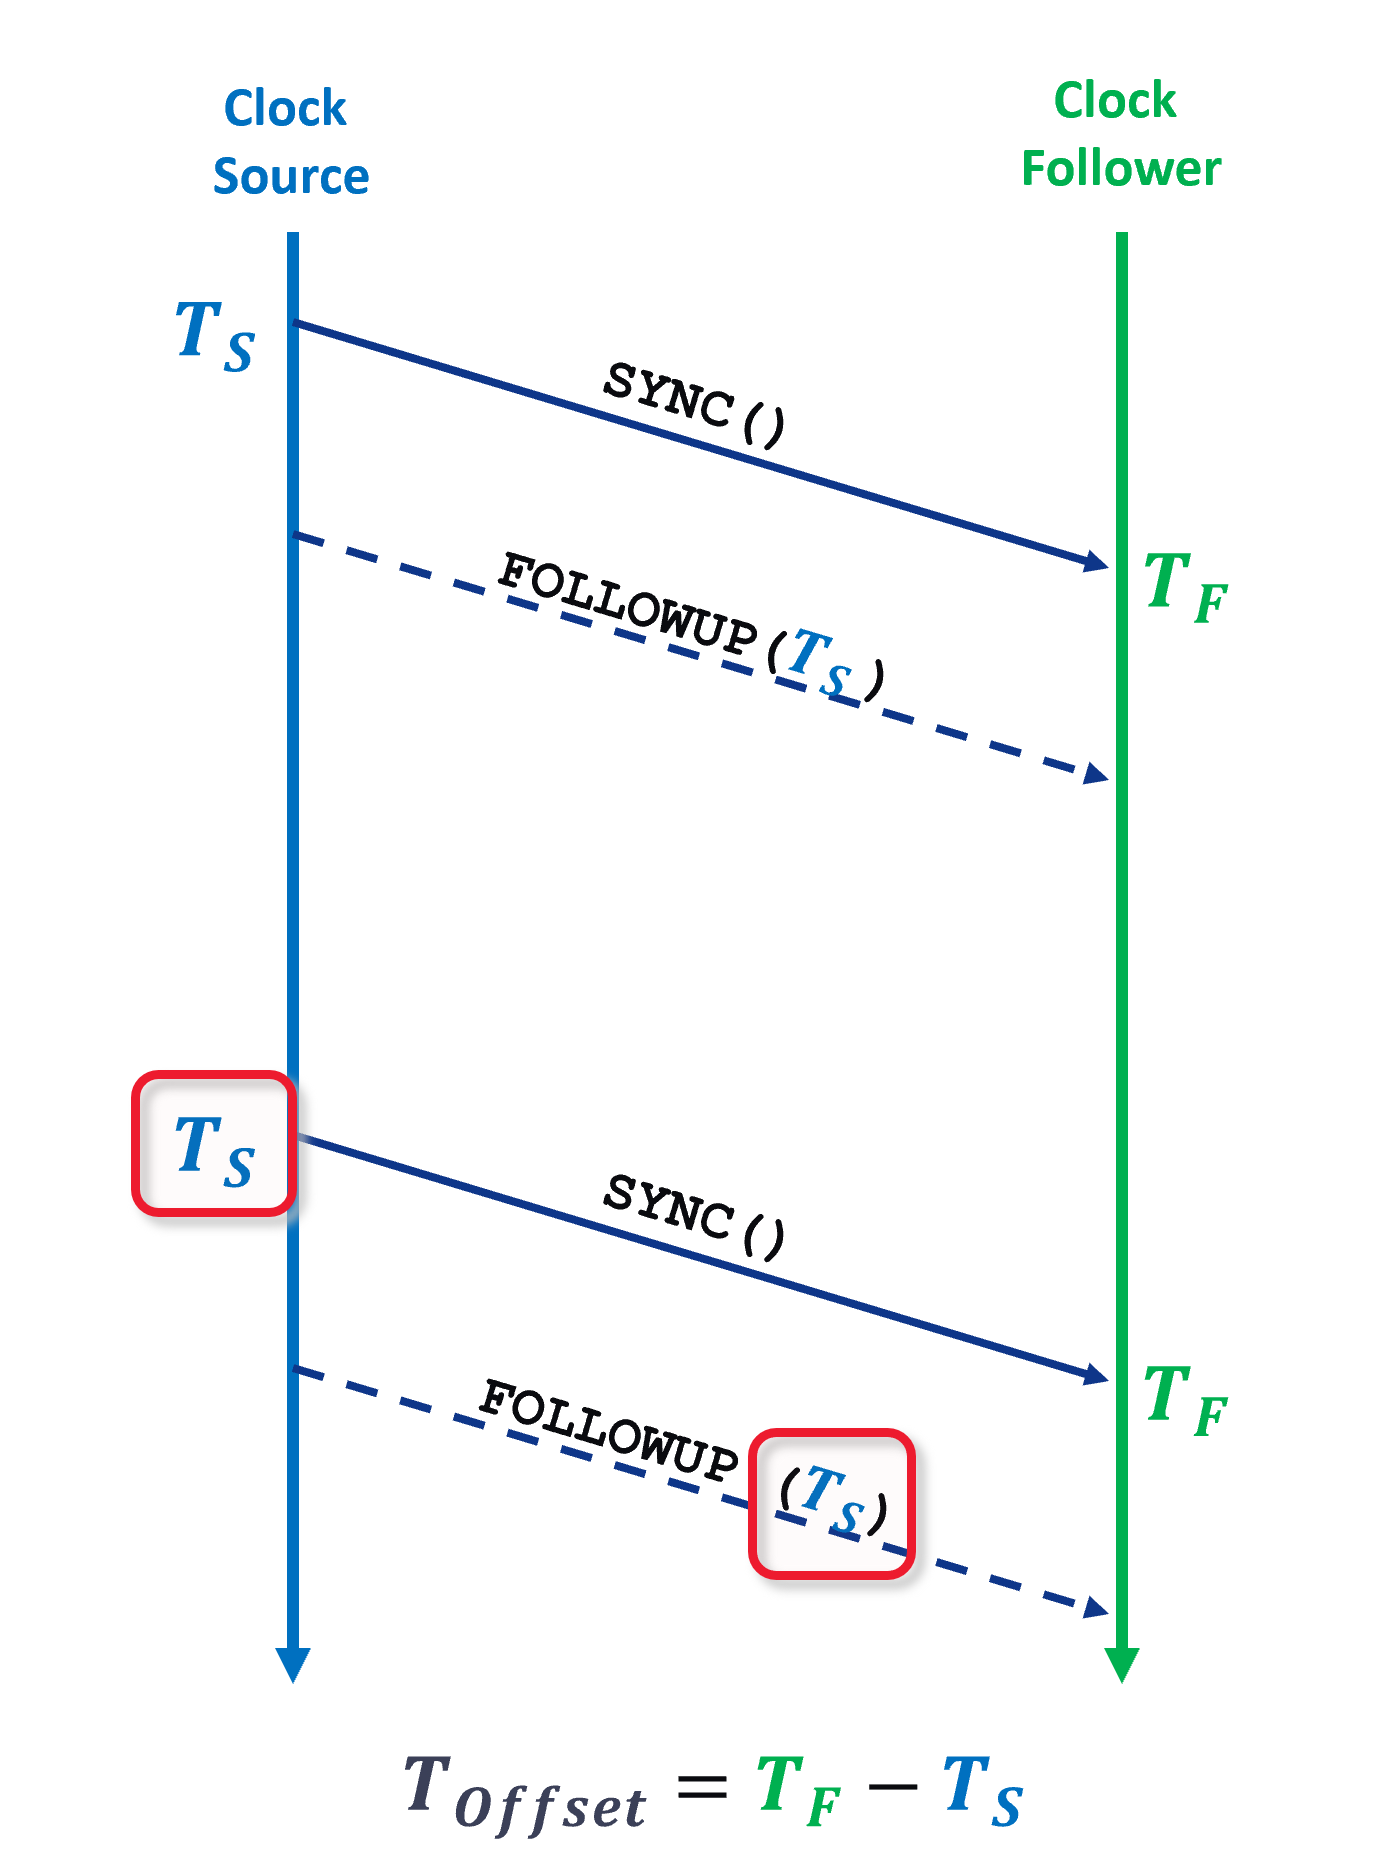 Clock
Source
Clock
Follower
T_S
SYNC()
T_F
FOLLOWUP(T_S)
T_S
SYNC()
T_F
FOLLOWUP (T_S)
T_Offset = T_F − T_S